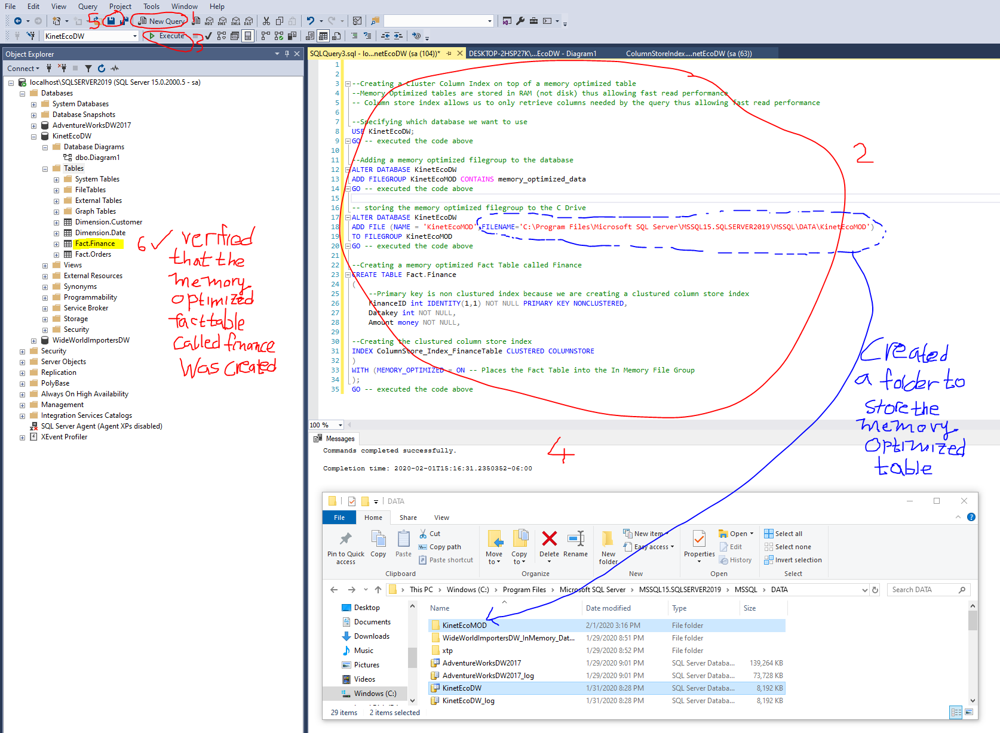 File Edit View Query Project Tools Window Help
5 New Query 1 MDX DMX XMLA DAX
KinetEcoDW Execute 3
Object Explorer
Connect
localhost\SQLSERVER2019 (SQL Server 15.0.2000.5 - sa)
Databases
System Databases
Database Snapshots
AdventureWorksDW2017
KinetEcoDW
Database Diagrams
dbo.Diagram1
Tables
System Tables
FileTables
External Tables
Graph Tables
Dimension.Customer
Dimension.Date
Fact.Finance
Fact.Orders
Views
External Resources
Synonyms
Programmability
Service Broker
Storage
Security
WideWorldImportersDW
Security
Server Objects
Replication
PolyBase
Always On High Availability
Management
Integration Services Catalogs
SQL Server Agent (Agent XPs disabled)
XEvent Profiler
6 ✓ verified
that the
memory
optimized
fact table
called finance
was created
SQLQuery3.sql - lo...netEcoDW (sa (104))* DESKTOP-2HSP27K\...EcoDW - Diagram1 ColumnStoreIndex....netEcoDW (sa (63))
1
2
3 --Creating a Cluster Column Index on top of a memory optimized table
4 --Memory Optimized tables are stored in RAM (not disk) thus allowing fast read performance
5 -- Column store index allows us to only retrieve columns needed by the query thus allowing fast read performance
6
7 --Specifying which database we want to use
8 USE KinetEcoDW;
9 GO -- executed the code above
10
11 --Adding a memory optimized filegroup to the database
12 ALTER DATABASE KinetEcoDW
13 ADD FILEGROUP KinetEcoMOD CONTAINS memory_optimized_data
14 GO -- executed the code above
15
16 -- storing the memory optimized filegroup to the C Drive
17 ALTER DATABASE KinetEcoDW
18 ADD FILE (NAME = 'KinetEcoMOD',FILENAME='C:\Program Files\Microsoft SQL Server\MSSQL15.SQLSERVER2019\MSSQL\DATA\KinetEcoMOD')
19 TO FILEGROUP KinetEcoMOD
20 GO -- executed the code above
21
22 --Creating a memory optimized Fact Table called Finance
23 CREATE TABLE Fact.Finance
24 (
25 --Primary key is non clustured index because we are creating a clustured column store index
26 FinanceID int IDENTITY(1,1) NOT NULL PRIMARY KEY NONCLUSTERED,
27 Datakey int NOT NULL,
28 Amount money NOT NULL,
29
30 --Creating the clustured column store index
31 INDEX ColumnStore_Index_FinanceTable CLUSTERED COLUMNSTORE
32 )
33 WITH (MEMORY_OPTIMIZED = ON -- Places the Fact Table into the In Memory File Group
34 );
35 GO -- executed the code above
2
Created
a folder to
store the
memory
optimized
table
100 %
Messages
Commands completed successfully.
Completion time: 2020-02-01T15:16:31.2350352-06:00
4
DATA
File Home Share View
Pin to Quick access
Copy
Paste
Cut
Copy path
Paste shortcut
Clipboard
Move to
Copy to
Delete
Rename
Organize
New folder
New item
Easy access
New
Properties
Open
Edit
History
Open
Select all
Select none
Invert selection
Select
This PC > Windows (C:) > Program Files > Microsoft SQL Server > MSSQL15.SQLSERVER2019 > MSSQL > DATA
Search DATA
Desktop
Documents
Downloads
Music
Pictures
Videos
Windows (C:)
Name Date modified Type Size
KinetEcoMOD 2/1/2020 3:16 PM File folder
WideWorldImportersDW_InMemory_Dat... 1/29/2020 8:51 PM File folder
xtp 1/29/2020 8:52 PM File folder
AdventureWorksDW2017 1/29/2020 9:01 PM SQL Server Databa... 139,264 KB
AdventureWorksDW2017_log 1/29/2020 9:01 PM SQL Server Databa... 73,728 KB
KinetEcoDW 1/31/2020 8:28 PM SQL Server Databa... 8,192 KB
KinetEcoDW_log 1/31/2020 8:28 PM SQL Server Databa... 8,192 KB
29 items 2 items selected